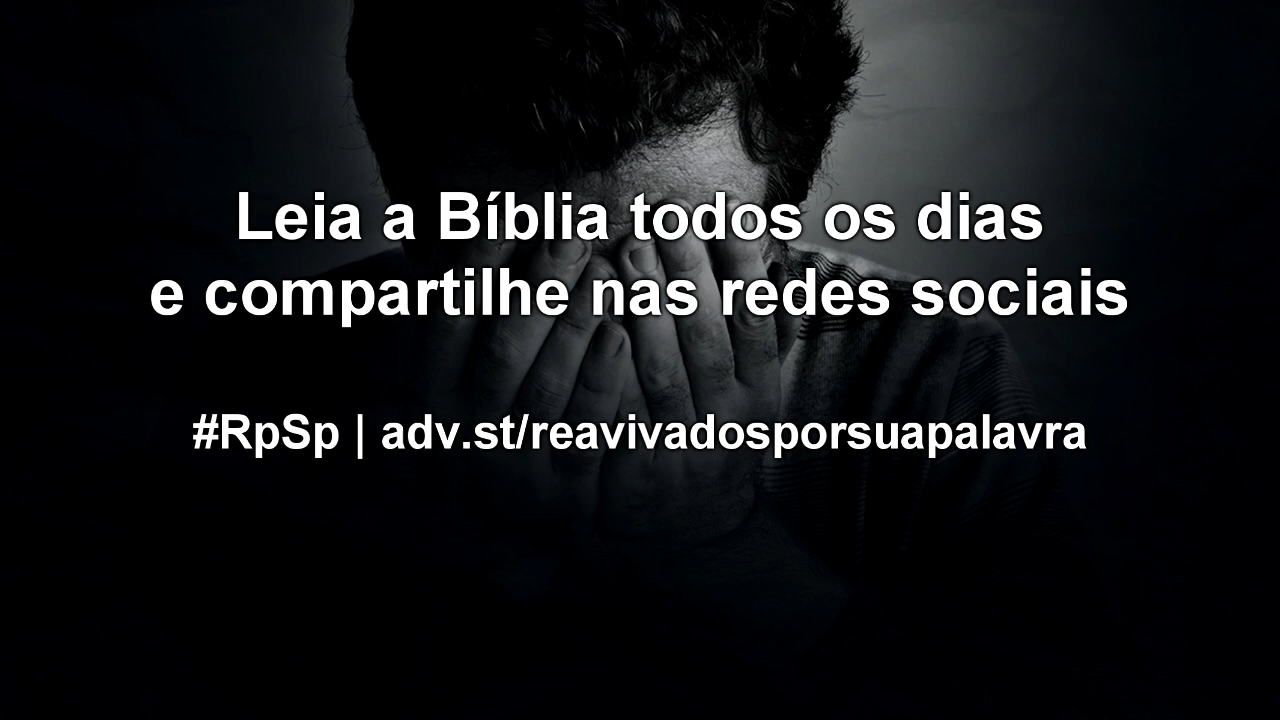 Leia a Bíblia todos os dias
e compartilhe nas redes sociais
#RpSp | adv.st/reavivadosporsuapalavra